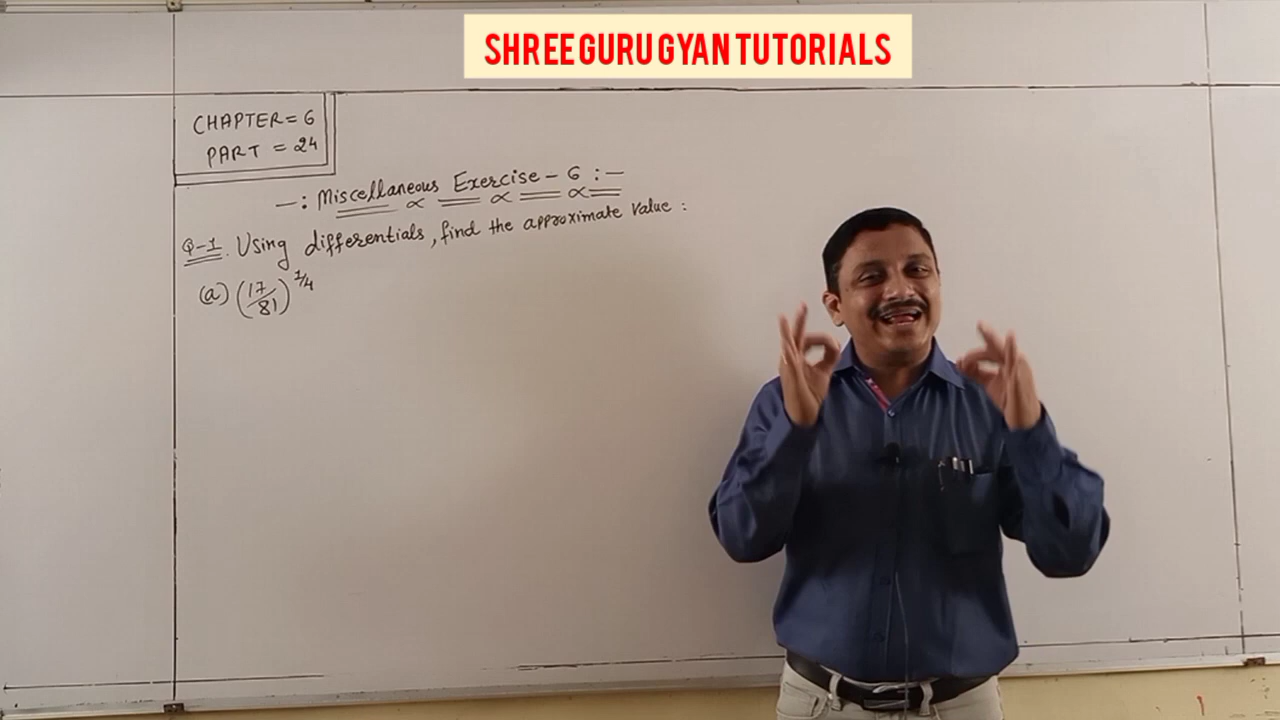 SHREE GURU GYAN TUTORIALS
CHAPTER = 6
PART = 24
—: Miscellaneous Exercise - 6 :—
Q-1. Using differentials, find the approximate value :
(a) (17/81)^1/4